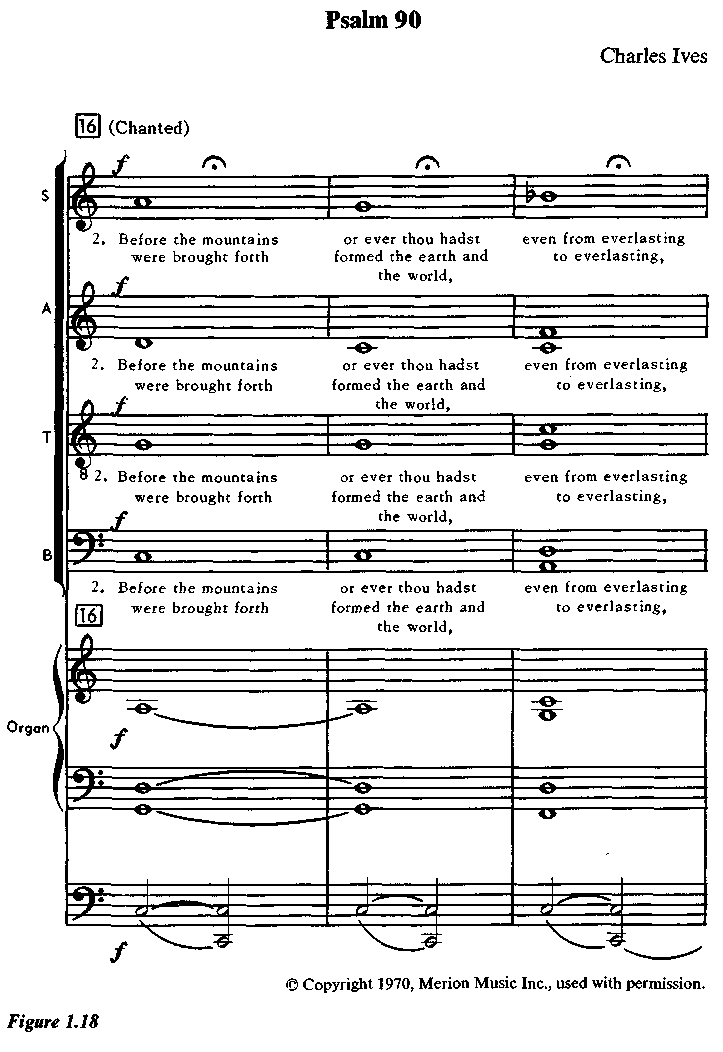 Psalm 90
Charles Ives
16 (Chanted)
f
S
2. Before the mountains or ever thou hadst even from everlasting
were brought forth formed the earth and to everlasting,
the world,
f
A
2. Before the mountains or ever thou hadst even from everlasting
were brought forth formed the earth and to everlasting,
the world,
f
T
8 2. Before the mountains or ever thou hadst even from everlasting
were brought forth formed the earth and to everlasting,
the world,
f
B
2. Before the mountains or ever thou hadst even from everlasting
were brought forth formed the earth and to everlasting,
the world,
16
Organ
f
f
© Copyright 1970, Merion Music Inc., used with permission.
Figure 1.18